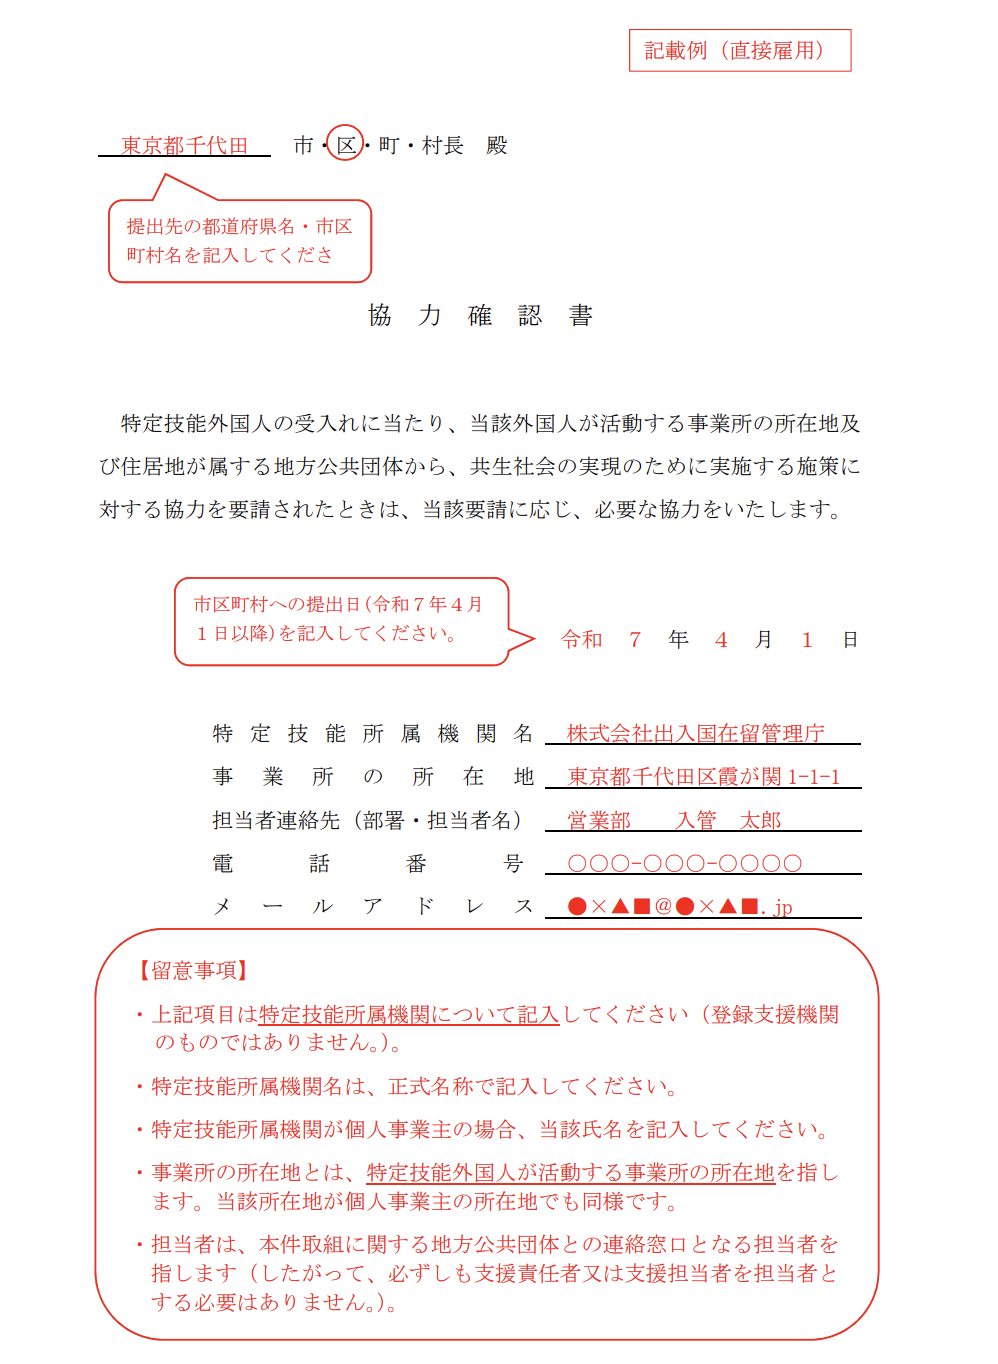 記載例（直接雇用）
東京都千代田　市・区・町・村長　殿
提出先の都道府県名・市区
町村名を記入してくださ
協　力　確　認　書
特定技能外国人の受入れに当たり、当該外国人が活動する事業所の所在地及
び住居地が属する地方公共団体から、共生社会の実現のために実施する施策に
対する協力を要請されたときは、当該要請に応じ、必要な協力をいたします。
市区町村への提出日(令和７年４月
１日以降)を記入してください。
令和　７　年　４　月　１　日
特定技能所属機関名　株式会社出入国在留管理庁
事業所の所在地　東京都千代田区霞が関 1-1-1
担当者連絡先（部署・担当者名）　営業部　　入管　太郎
電話番号　〇〇〇-〇〇〇-〇〇〇〇
メールアドレス　●×▲■＠●×▲■. jp
【留意事項】
・上記項目は特定技能所属機関について記入してください（登録支援機関
のものではありません。）。
・特定技能所属機関名は、正式名称で記入してください。
・特定技能所属機関が個人事業主の場合、当該氏名を記入してください。
・事業所の所在地とは、特定技能外国人が活動する事業所の所在地を指し
ます。当該所在地が個人事業主の所在地でも同様です。
・担当者は、本件取組に関する地方公共団体との連絡窓口となる担当者を
指します（したがって、必ずしも支援責任者又は支援担当者を担当者と
する必要はありません。）。